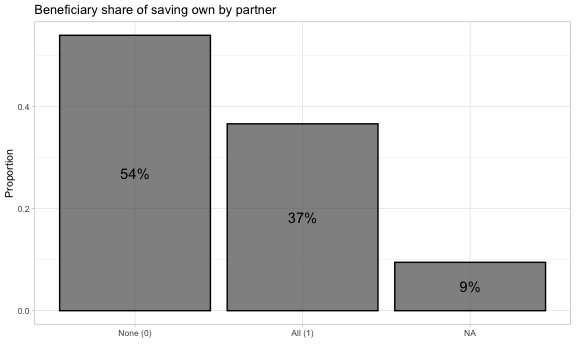 Beneficiary share of saving own by partner
Proportion
0.4
0.2
0.0
54%
37%
9%
None (0)
All (1)
NA